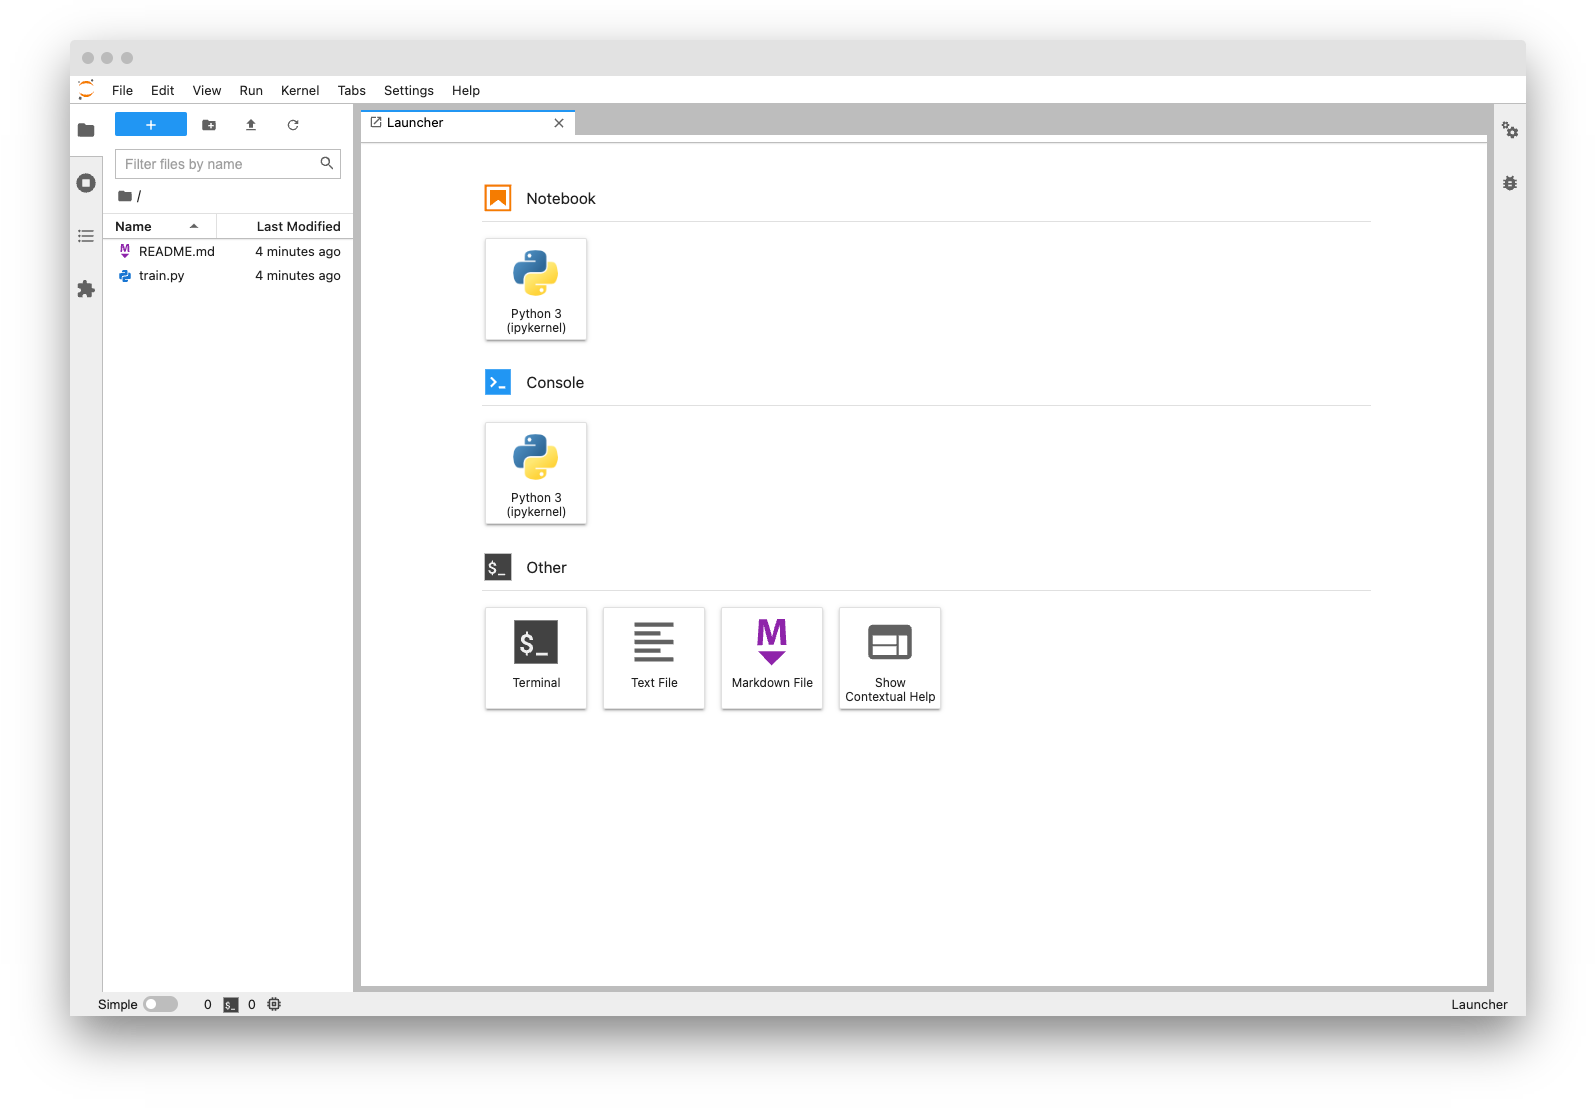 File Edit View Run Kernel Tabs Settings Help
+
Filter files by name
/
Name Last Modified
README.md 4 minutes ago
train.py 4 minutes ago
Launcher
Notebook
Python 3
(ipykernel)
Console
Python 3
(ipykernel)
$_ Other
$_
Terminal
Text File
M
Markdown File
Show
Contextual Help
Simple 0 $_ 0 Launcher